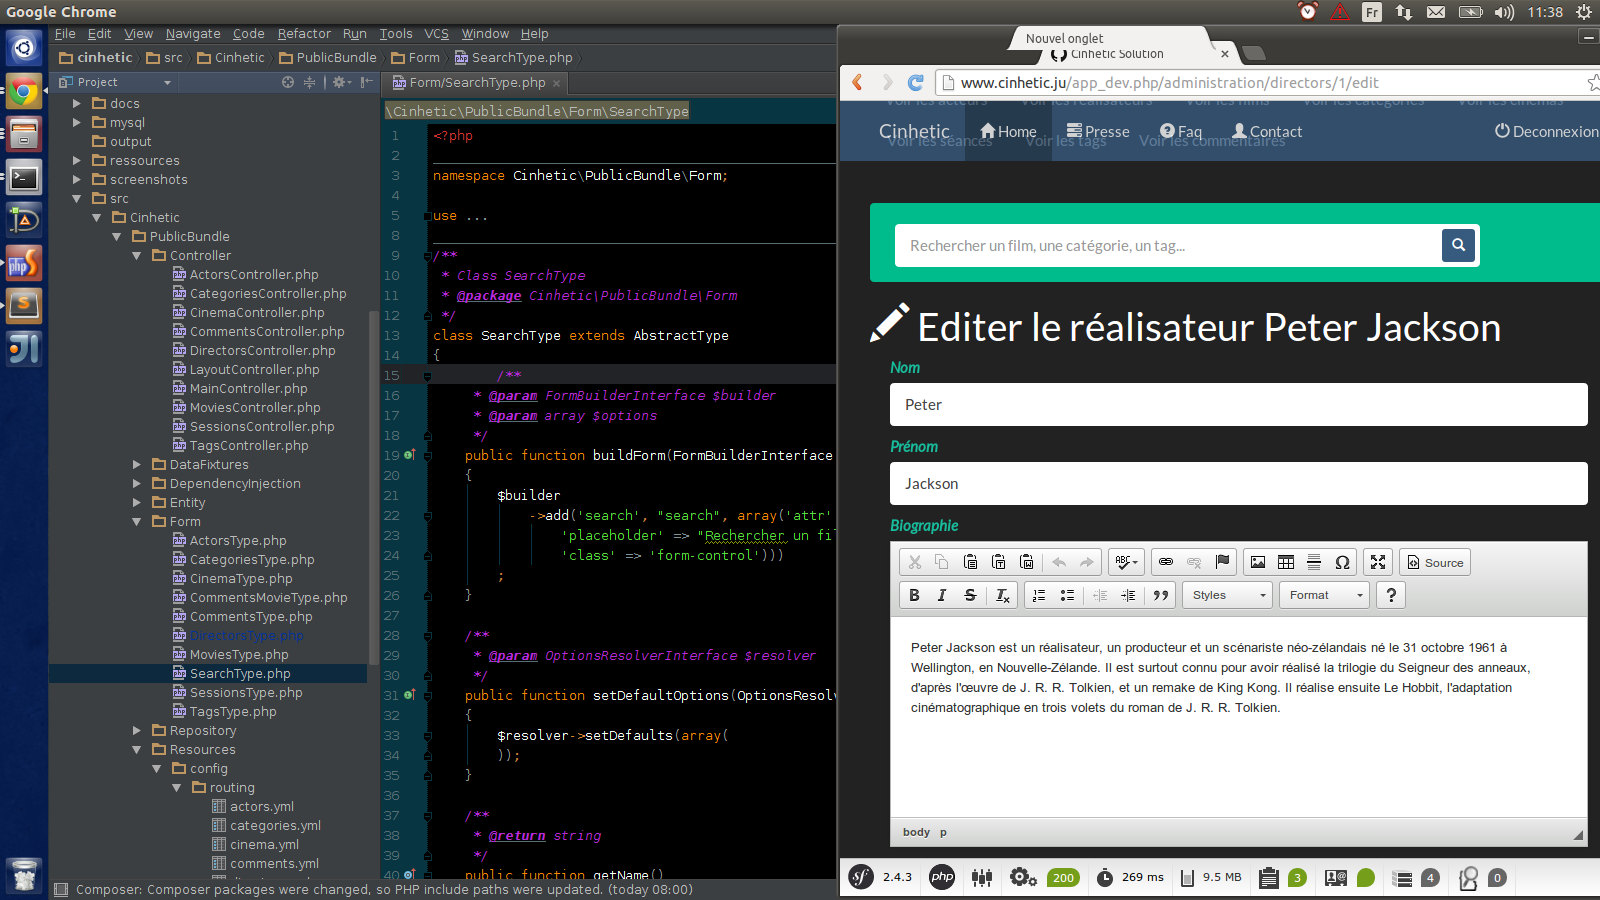 Google Chrome
Fr
11:38
File Edit View Navigate Code Refactor Run Tools VCS Window Help
cinhetic src Cinhetic PublicBundle Form SearchType.php
Project
docs
mysql
output
ressources
screenshots
src
Cinhetic
PublicBundle
Controller
ActorsController.php
CategoriesController.php
CinemaController.php
CommentsController.php
DirectorsController.php
LayoutController.php
MainController.php
MoviesController.php
SessionsController.php
TagsController.php
DataFixtures
DependencyInjection
Entity
Form
ActorsType.php
CategoriesType.php
CinemaType.php
CommentsMovieType.php
CommentsType.php
DirectorsType.php
MoviesType.php
SearchType.php
SessionsType.php
TagsType.php
Repository
Resources
config
routing
actors.yml
categories.yml
cinema.yml
comments.yml
Form/SearchType.php
\Cinhetic\PublicBundle\Form\SearchType
1 <?php
2
3 namespace Cinhetic\PublicBundle\Form;
4
5 use ...
8
9 /**
10 * Class SearchType
11 * @package Cinhetic\PublicBundle\Form
12 */
13 class SearchType extends AbstractType
14 {
15 /**
16 * @param FormBuilderInterface $builder
17 * @param array $options
18 */
19 public function buildForm(FormBuilderInterface
20 {
21 $builder
22 ->add('search', "search", array('attr'
23 'placeholder' => "Rechercher un fil
24 'class' => 'form-control')))
25 ;
26 }
27
28 /**
29 * @param OptionsResolverInterface $resolver
30 */
31 public function setDefaultOptions(OptionsResolv
32 {
33 $resolver->setDefaults(array(
34 ));
35 }
36
37 /**
38 * @return string
39 */
40 public function getName()
Composer: Composer packages were changed, so PHP include paths were updated. (today 08:00)
Nouvel onglet
Cinhetic Solution
www.cinhetic.ju/app_dev.php/administration/directors/1/edit
Voir les acteurs Voir les réalisateurs Voir les films Voir les catégories Voir les cinémas
Cinhetic Home Presse Faq Contact Deconnexion
Voir les séances Voir les tags Voir les commentaires
Rechercher un film, une catégorie, un tag...
Editer le réalisateur Peter Jackson
Nom
Peter
Prénom
Jackson
Biographie
ABC
Source
B I S Tx Styles Format ?
Peter Jackson est un réalisateur, un producteur et un scénariste néo-zélandais né le 31 octobre 1961 à
Wellington, en Nouvelle-Zélande. Il est surtout connu pour avoir réalisé la trilogie du Seigneur des anneaux,
d'après l'œuvre de J. R. R. Tolkien, et un remake de King Kong. Il réalise ensuite Le Hobbit, l'adaptation
cinématographique en trois volets du roman de J. R. R. Tolkien.
body p
sf 2.4.3 php 200 269 ms 9.5 MB 3 4 0